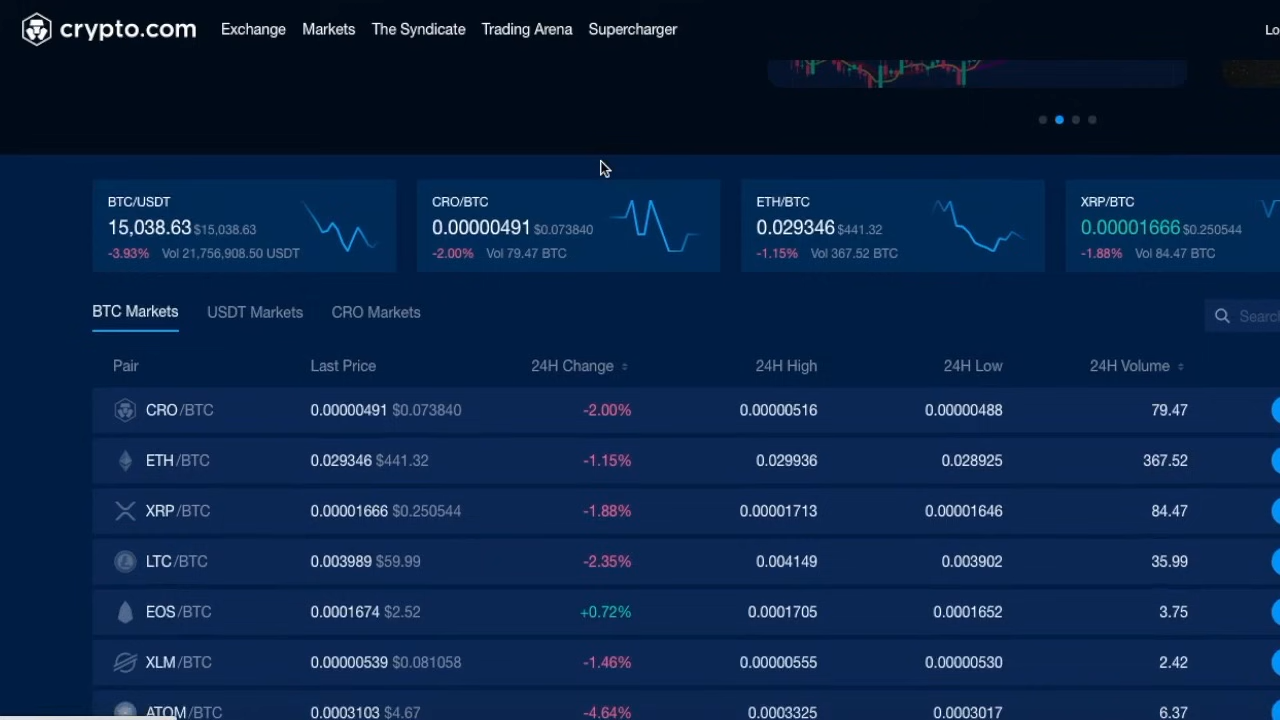 crypto.com Exchange Markets The Syndicate Trading Arena Supercharger
BTC/USDT CRO/BTC ETH/BTC XRP/BTC
15,038.63 $15,038.63 0.00000491 $0.073840 0.029346 $441.32 0.00001666 $0.250544
-3.93% Vol 21,756,908.50 USDT -2.00% Vol 79.47 BTC -1.15% Vol 367.52 BTC -1.88% Vol 84.47 BTC
BTC Markets USDT Markets CRO Markets
Pair Last Price 24H Change 24H High 24H Low 24H Volume
CRO/BTC 0.00000491 $0.073840 -2.00% 0.00000516 0.00000488 79.47
ETH/BTC 0.029346 $441.32 -1.15% 0.029936 0.028925 367.52
XRP/BTC 0.00001666 $0.250544 -1.88% 0.00001713 0.00001646 84.47
LTC/BTC 0.003989 $59.99 -2.35% 0.004149 0.003902 35.99
EOS/BTC 0.0001674 $2.52 +0.72% 0.0001705 0.0001652 3.75
XLM/BTC 0.00000539 $0.081058 -1.46% 0.00000555 0.00000530 2.42
ATOM/BTC 0.0003103 $4.67 -4.64% 0.0003325 0.0003017 6.37